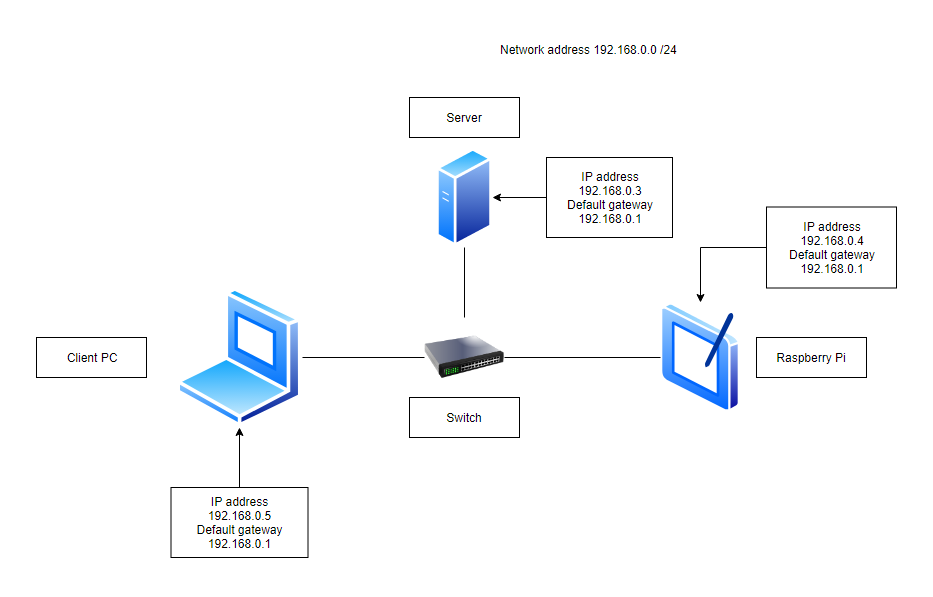 Network address 192.168.0.0 /24
Server
IP address
192.168.0.3
Default gateway
192.168.0.1
IP address
192.168.0.4
Default gateway
192.168.0.1
Client PC
Raspberry Pi
Switch
IP address
192.168.0.5
Default gateway
192.168.0.1